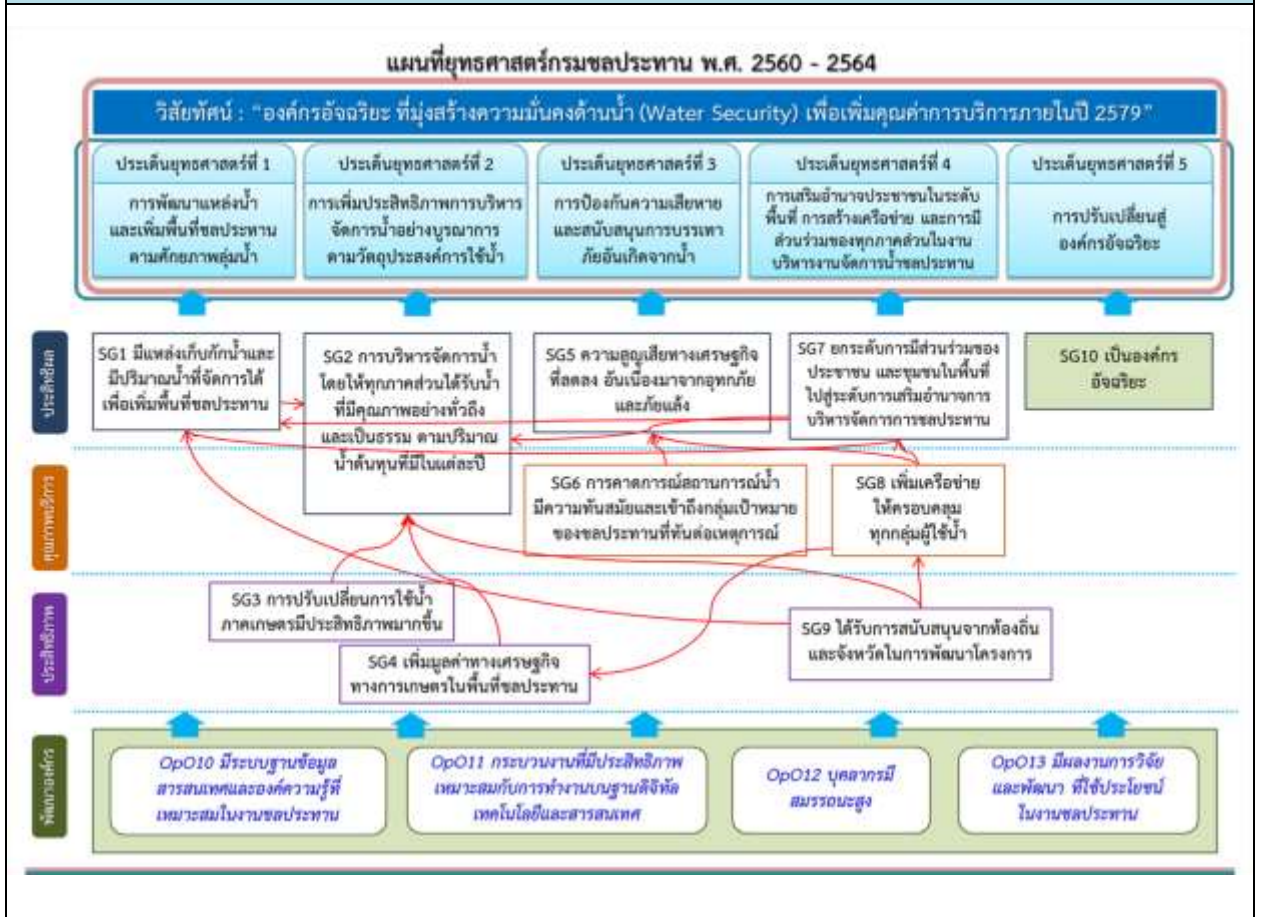 แผนที่ยุทธศาสตร์กรมชลประทาน พ.ศ. 2560 - 2564
วิสัยทัศน์ : "องค์กรอัจฉริยะ ที่มุ่งสร้างความมั่นคงด้านน้ำ (Water Security) เพื่อเพิ่มคุณค่าการบริการภายในปี 2579"
ประเด็นยุทธศาสตร์ที่ 1
การพัฒนาแหล่งน้ำ
และเพิ่มพื้นที่ชลประทาน
ตามศักยภาพลุ่มน้ำ
ประเด็นยุทธศาสตร์ที่ 2
การเพิ่มประสิทธิภาพการบริหาร
จัดการน้ำอย่างบูรณาการ
ตามวัตถุประสงค์การใช้น้ำ
ประเด็นยุทธศาสตร์ที่ 3
การป้องกันความเสียหาย
และสนับสนุนการบรรเทา
ภัยอันเกิดจากน้ำ
ประเด็นยุทธศาสตร์ที่ 4
การเสริมอำนาจประชาชนในระดับ
พื้นที่ การสร้างเครือข่าย และการมี
ส่วนร่วมของทุกภาคส่วนในงาน
บริหารงานจัดการน้ำชลประทาน
ประเด็นยุทธศาสตร์ที่ 5
การปรับเปลี่ยนสู่
องค์กรอัจฉริยะ
ประสิทธิผล
SG1 มีแหล่งเก็บกักน้ำและ
มีปริมาณน้ำที่จัดการได้
เพื่อเพิ่มพื้นที่ชลประทาน
SG2 การบริหารจัดการน้ำ
โดยให้ทุกภาคส่วนได้รับน้ำ
ที่มีคุณภาพอย่างทั่วถึง
และเป็นธรรม ตามปริมาณ
น้ำต้นทุนที่มีในแต่ละปี
SG5 ความสูญเสียทางเศรษฐกิจ
ที่ลดลง อันเนื่องมาจากอุทกภัย
และภัยแล้ง
SG7 ยกระดับการมีส่วนร่วมของ
ประชาชน และชุมชนในพื้นที่
ไปสู่ระดับการเสริมอำนาจการ
บริหารจัดการการชลประทาน
SG10 เป็นองค์กร
อัจฉริยะ
คุณภาพบริการ
SG6 การคาดการณ์สถานการณ์น้ำ
มีความทันสมัยและเข้าถึงกลุ่มเป้าหมาย
ของชลประทานที่ทันต่อเหตุการณ์
SG8 เพิ่มเครือข่าย
ให้ครอบคลุม
ทุกกลุ่มผู้ใช้น้ำ
ประสิทธิภาพ
SG3 การปรับเปลี่ยนการใช้น้ำ
ภาคเกษตรมีประสิทธิภาพมากขึ้น
SG4 เพิ่มมูลค่าทางเศรษฐกิจ
ทางการเกษตรในพื้นที่ชลประทาน
SG9 ได้รับการสนับสนุนจากท้องถิ่น
และจังหวัดในการพัฒนาโครงการ
พัฒนาองค์กร
OpO10 มีระบบฐานข้อมูล
สารสนเทศและองค์ความรู้ที่
เหมาะสมในงานชลประทาน
OpO11 กระบวนงานที่มีประสิทธิภาพ
เหมาะสมกับการทำงานบนฐานดิจิทัล
เทคโนโลยีและสารสนเทศ
OpO12 บุคลากรมี
สมรรถนะสูง
OpO13 มีผลงานการวิจัย
และพัฒนา ที่ใช้ประโยชน์
ในงานชลประทาน